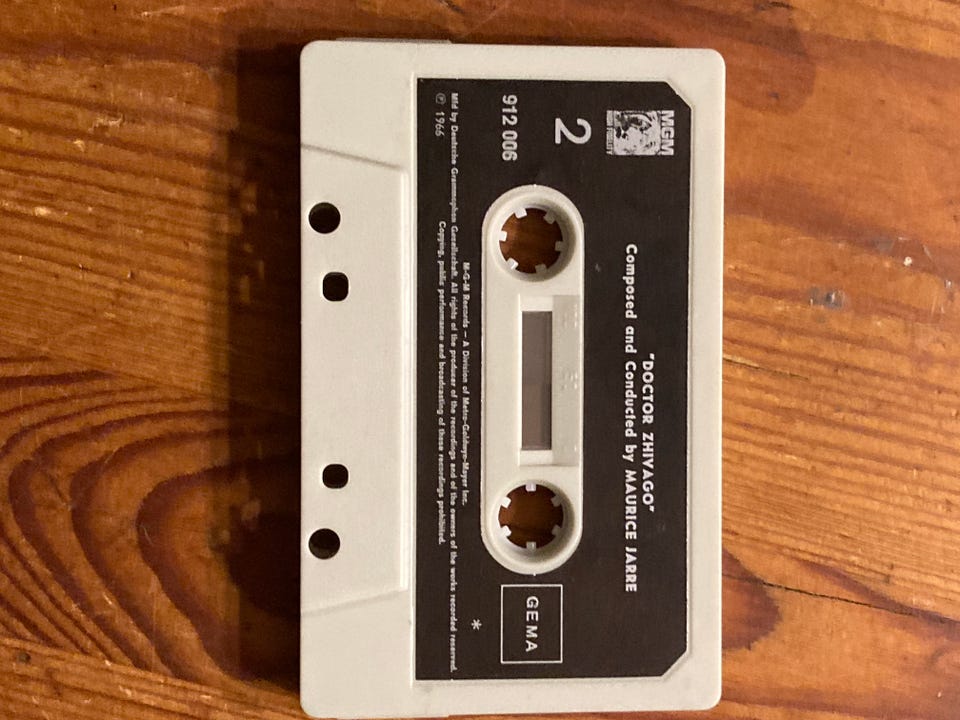 MGM
HIGH FIDELITY
"DOCTOR ZHIVAGO"
Composed and Conducted by MAURICE JARRE
2
912 006
GEMA
*
M-G-M Records — A Division of Metro-Goldwyn-Mayer Inc.
Mfd by Deutsche Grammophon Gesellschaft. All rights of the producer of the recordings and of the owners of the works recorded reserved.
Copying, public performance and broadcasting of these recordings prohibited.
℗ 1966